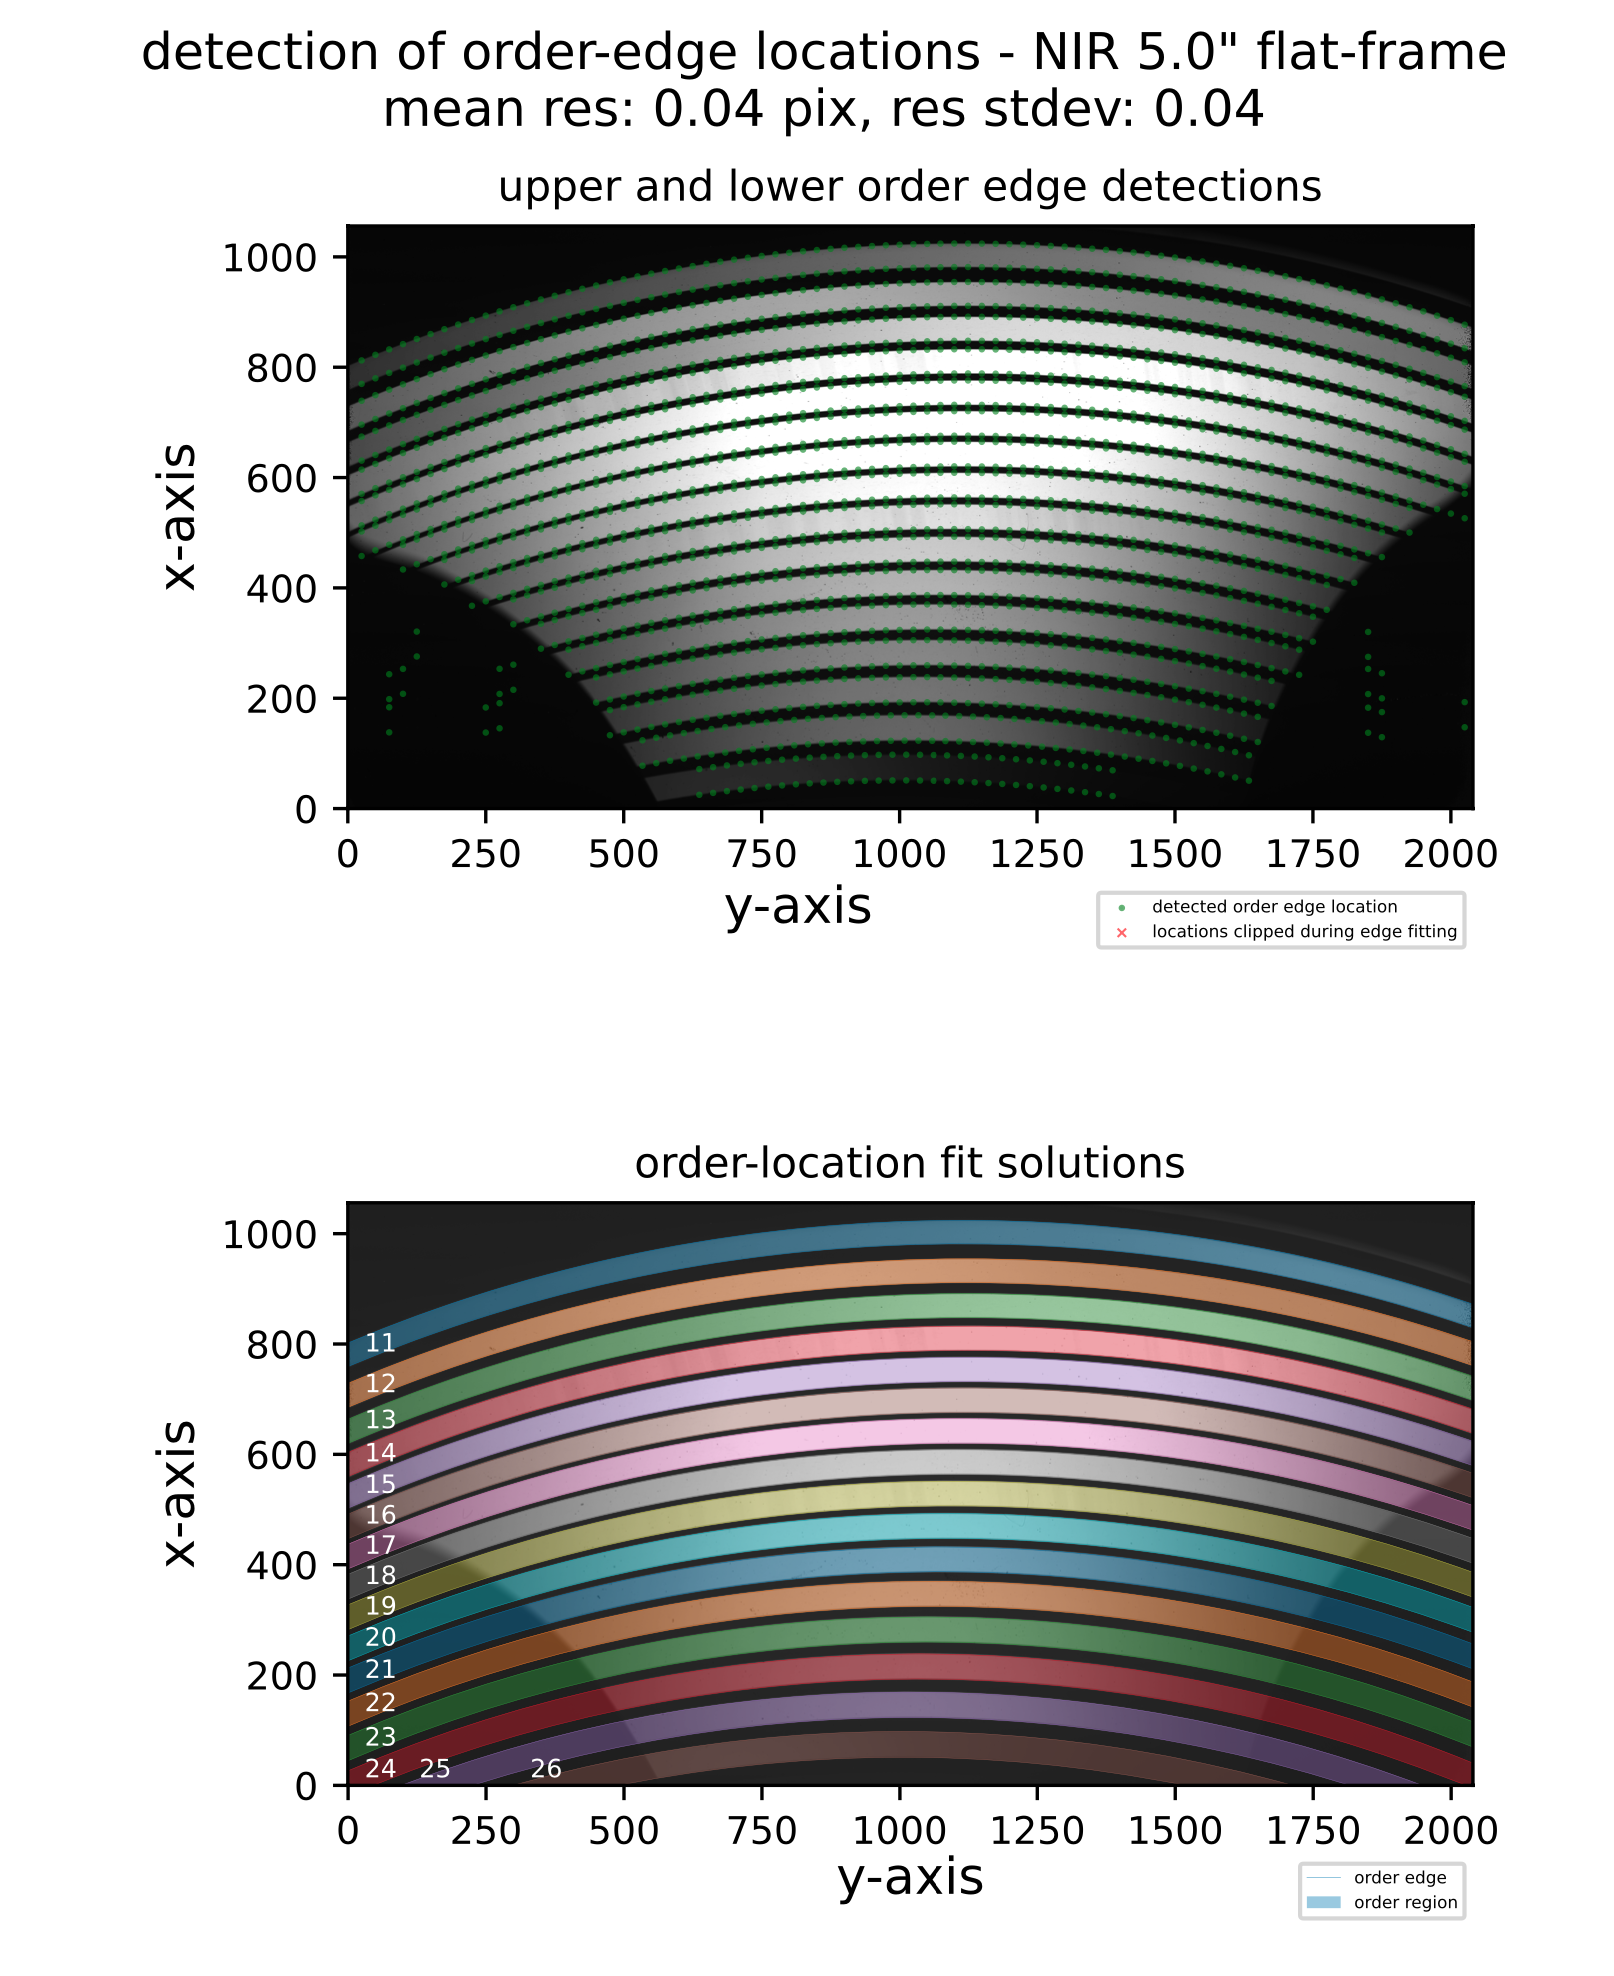 detection of order-edge locations - NIR 5.0" flat-frame
mean res: 0.04 pix, res stdev: 0.04
upper and lower order edge detections
1000
800
600
400
200
0
x-axis
0 250 500 750 1000 1250 1500 1750 2000
y-axis
detected order edge location
locations clipped during edge fitting
order-location fit solutions
1000
800
600
400
200
0
x-axis
11
12
13
14
15
16
17
18
19
20
21
22
23
24 25 26
0 250 500 750 1000 1250 1500 1750 2000
y-axis
order edge
order region